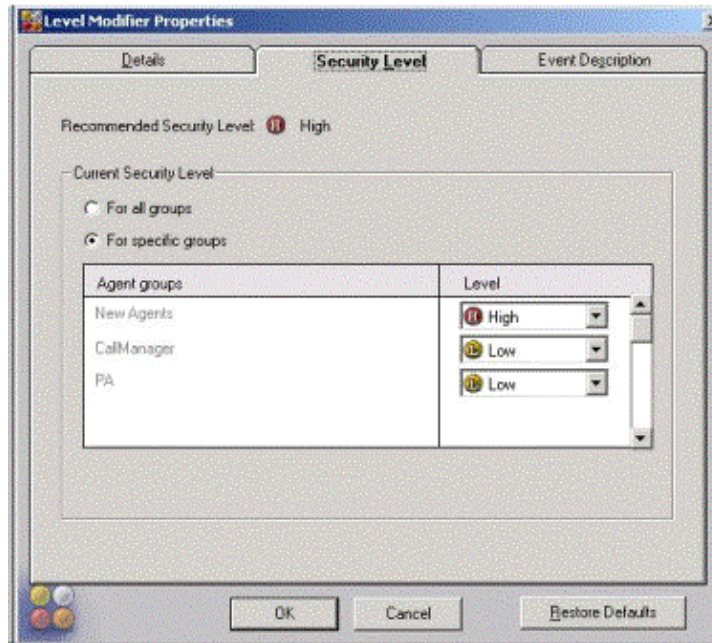 Level Modifier Properties
Details
Security Level
Event Description
Recommended Security Level: High
Current Security Level
For all groups
For specific groups
Agent groups Level
New Agents High
CallManager Low
PA Low
OK Cancel Restore Defaults